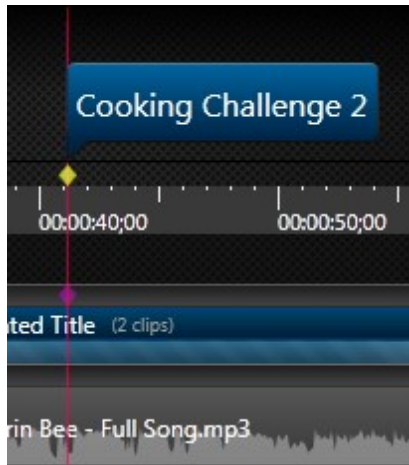 Cooking Challenge 2
00:00:40;00 00:00:50;00
ted Title (2 clips)
rin Bee - Full Song.mp3